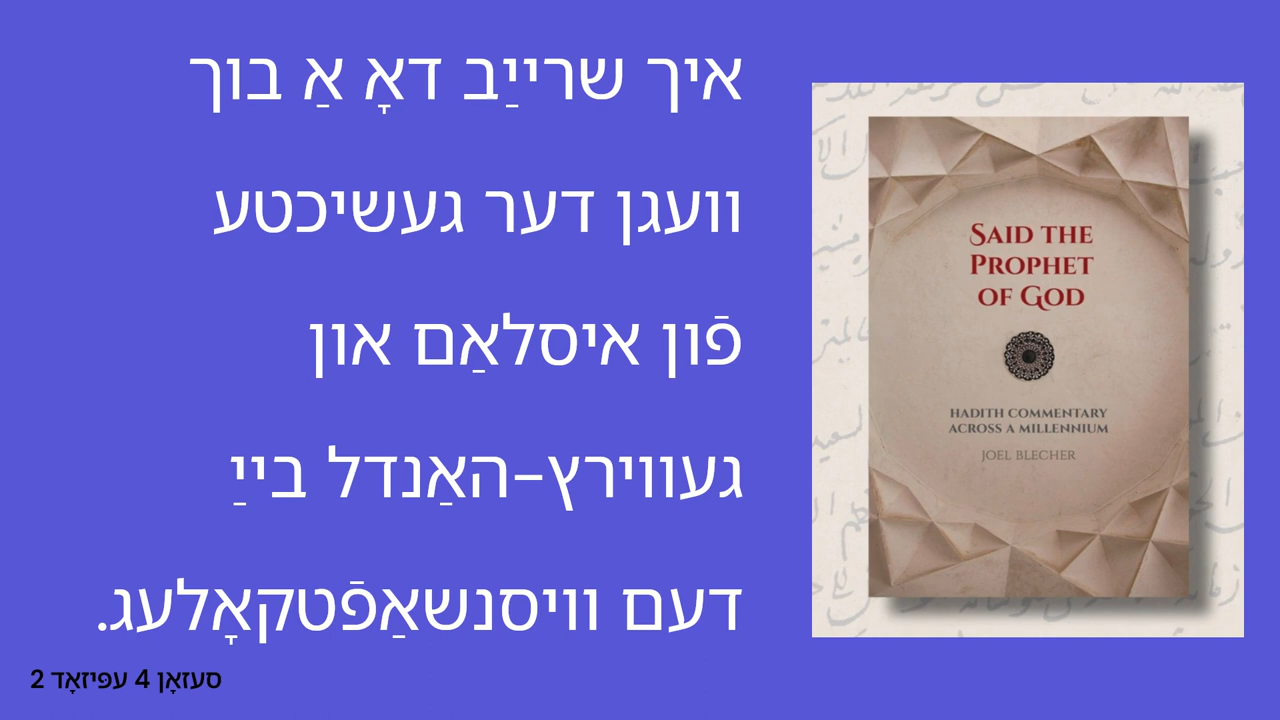 איך שרייַב דאָ אַ בוך
וועגן דער געשיכטע
פֿון איסלאַם און
געווירץ–האַנדל בייַ
דעם וויסנשאַפֿטקאָלעג.
סעזאָן 4 עפּיזאָד 2
SAID THE
PROPHET
OF GOD
HADITH COMMENTARY
ACROSS A MILLENNIUM
JOEL BLECHER